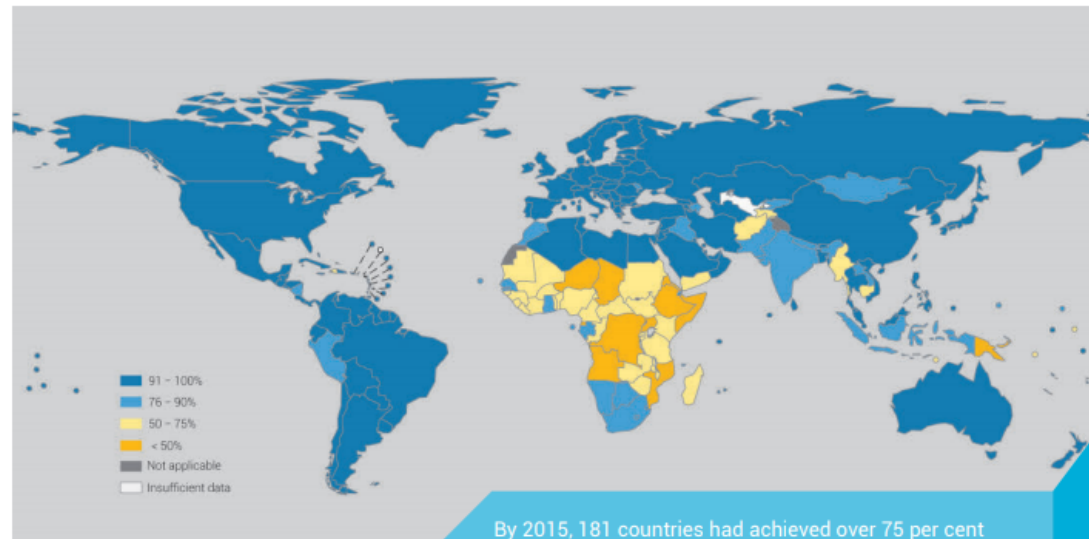 91 – 100%
76 – 90%
50 – 75%
< 50%
Not applicable
Insufficient data
By 2015, 181 countries had achieved over 75 per cent